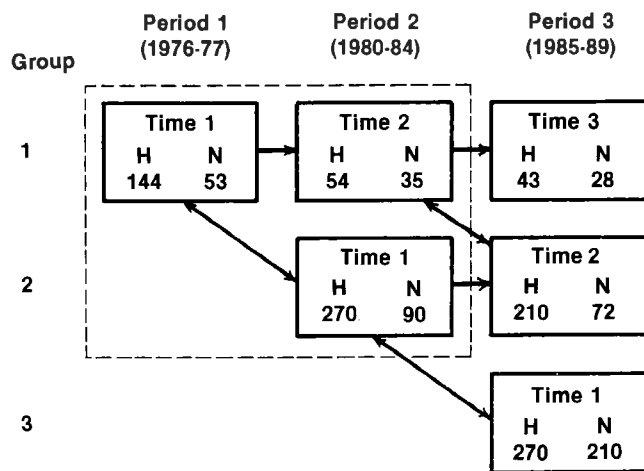 Period 1 Period 2 Period 3
(1976-77) (1980-84) (1985-89)
Group
1
Time 1 Time 2 Time 3
H N H N H N
144 53 54 35 43 28
2
Time 1 Time 2
H N H N
270 90 210 72
3
Time 1
H N
270 210